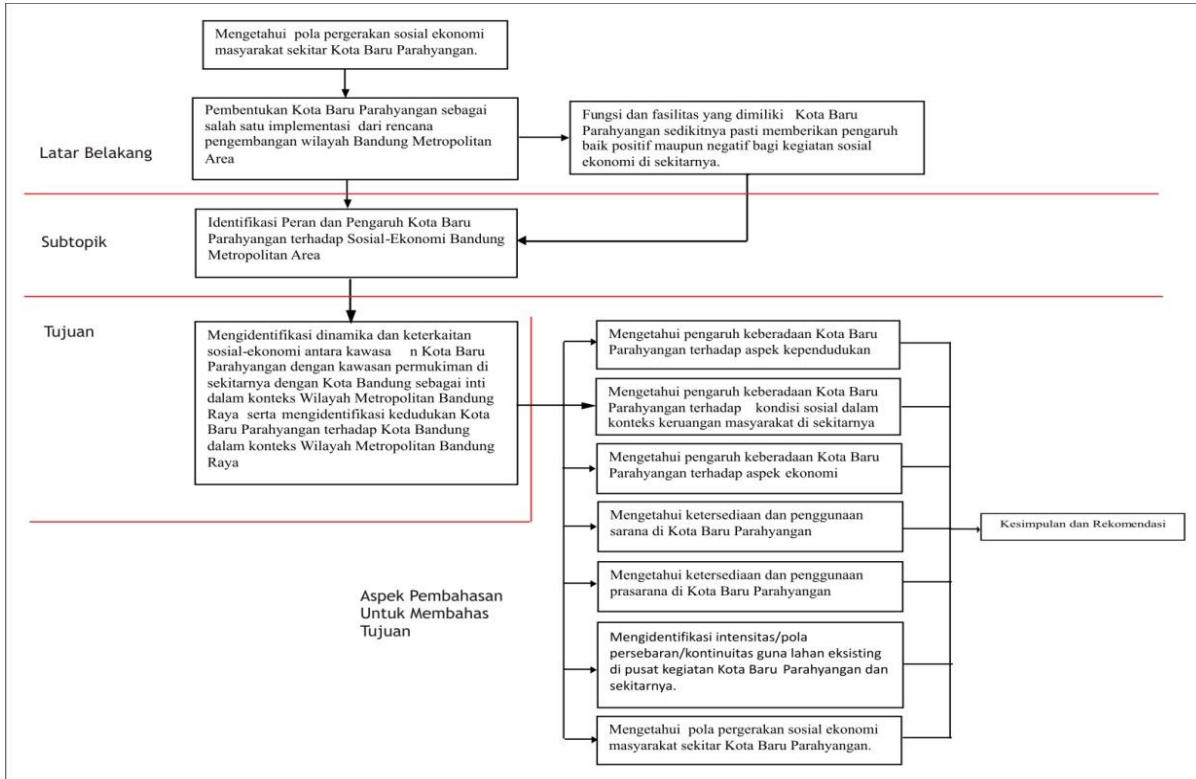 Mengetahui pola pergerakan sosial ekonomi
masyarakat sekitar Kota Baru Parahyangan.
Latar Belakang
Pembentukan Kota Baru Parahyangan sebagai
salah satu implementasi dari rencana
pengembangan wilayah Bandung Metropolitan
Area
Fungsi dan fasilitas yang dimiliki Kota Baru
Parahyangan sedikitnya pasti memberikan pengaruh
baik positif maupun negatif bagi kegiatan sosial
ekonomi di sekitarnya.
Subtopik
Identifikasi Peran dan Pengaruh Kota Baru
Parahyangan terhadap Sosial-Ekonomi Bandung
Metropolitan Area
Tujuan
Mengidentifikasi dinamika dan keterkaitan
sosial-ekonomi antara kawasa n Kota Baru
Parahyangan dengan kawasan permukiman di
sekitarnya dengan Kota Bandung sebagai inti
dalam konteks Wilayah Metropolitan Bandung
Raya serta mengidentifikasi kedudukan Kota
Baru Parahyangan terhadap Kota Bandung
dalam konteks Wilayah Metropolitan Bandung
Raya
Aspek Pembahasan
Untuk Membahas
Tujuan
Mengetahui pengaruh keberadaan Kota Baru
Parahyangan terhadap aspek kependudukan
Mengetahui pengaruh keberadaan Kota Baru
Parahyangan terhadap kondisi sosial dalam
konteks keruangan masyarakat di sekitarnya
Mengetahui pengaruh keberadaan Kota Baru
Parahyangan terhadap aspek ekonomi
Mengetahui ketersediaan dan penggunaan
sarana di Kota Baru Parahyangan
Mengetahui ketersediaan dan penggunaan
prasarana di Kota Baru Parahyangan
Mengidentifikasi intensitas/pola
persebaran/kontinuitas guna lahan eksisting
di pusat kegiatan Kota Baru Parahyangan dan
sekitarnya.
Mengetahui pola pergerakan sosial ekonomi
masyarakat sekitar Kota Baru Parahyangan.
Kesimpulan dan Rekomendasi